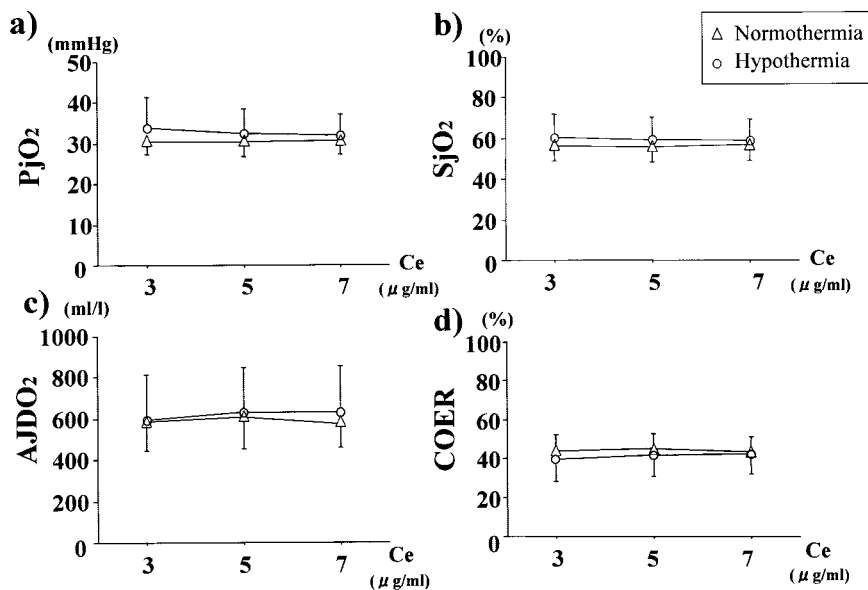 a)
(mmHg)
50
40
30
20
10
0
PjO₂
3 5 7
Ce
(μg/ml)
b)
(%)
100
80
60
40
20
0
SjO₂
3 5 7
Ce
(μg/ml)
Normothermia
Hypothermia
c)
(ml/l)
1000
800
600
400
200
0
AJDO₂
3 5 7
Ce
(μg/ml)
d)
(%)
100
80
60
40
20
0
COER
3 5 7
Ce
(μg/ml)